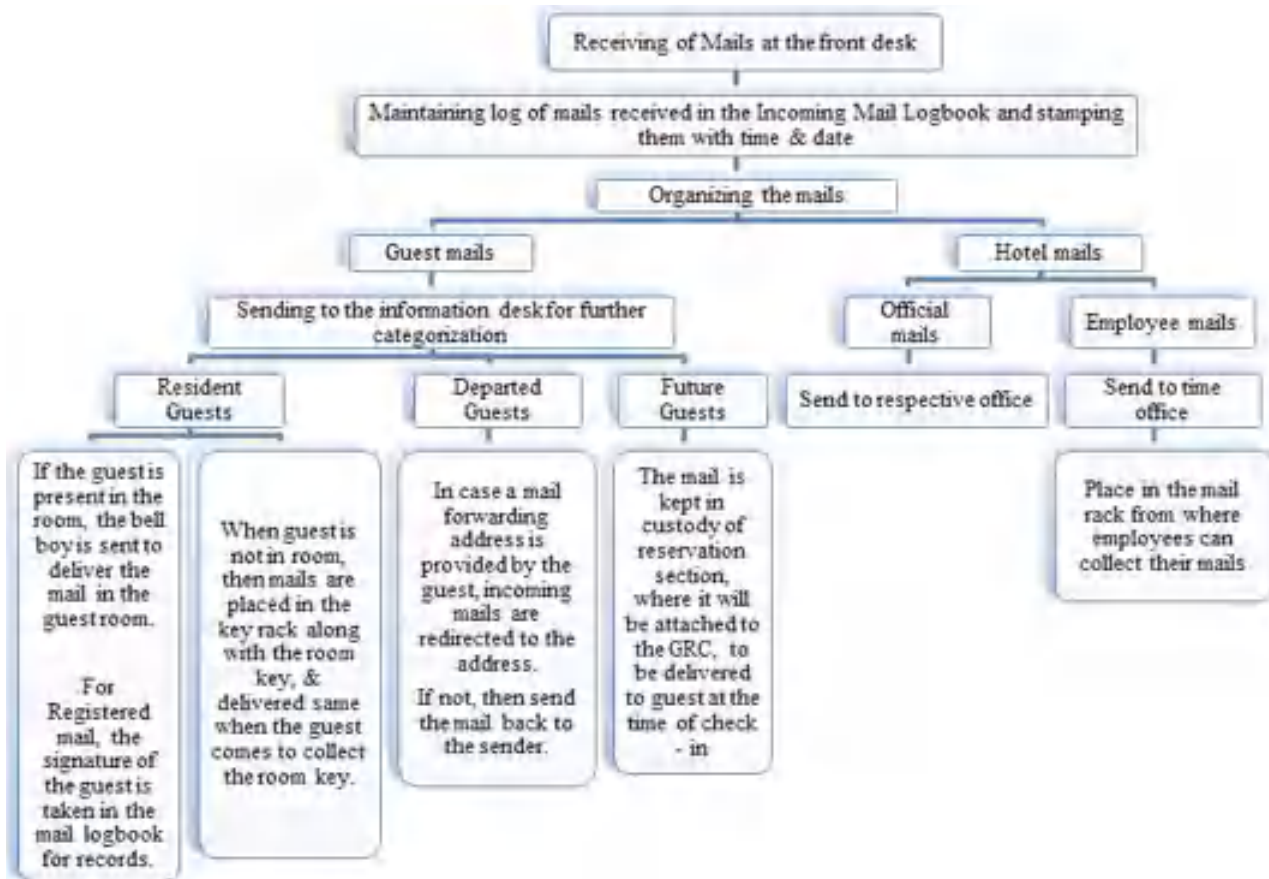 Receiving of Mails at the front desk
Maintaining log of mails received in the Incoming Mail Logbook and stamping
them with time & date
Organizing the mails
Guest mails
Hotel mails
Sending to the information desk for further
categorization
Official
mails
Employee mails
Resident
Guests
Departed
Guests
Future
Guests
Send to respective office
Send to time
office
If the guest is
present in the
room, the bell
boy is sent to
deliver the
mail in the
guest room.
For
Registered
mail, the
signature of
the guest is
taken in the
mail logbook
for records.
When guest is
not in room,
then mails are
placed in the
key rack along
with the room
key, &
delivered same
when the guest
comes to collect
the room key.
In case a mail
forwarding
address is
provided by the
guest, incoming
mails are
redirected to the
address.
If not, then send
the mail back to
the sender.
The mail is
kept in
custody of
reservation
section,
where it will
be attached to
the GRC, to
be delivered
to guest at the
time of check
- in
Place in the mail
rack from where
employees can
collect their mails